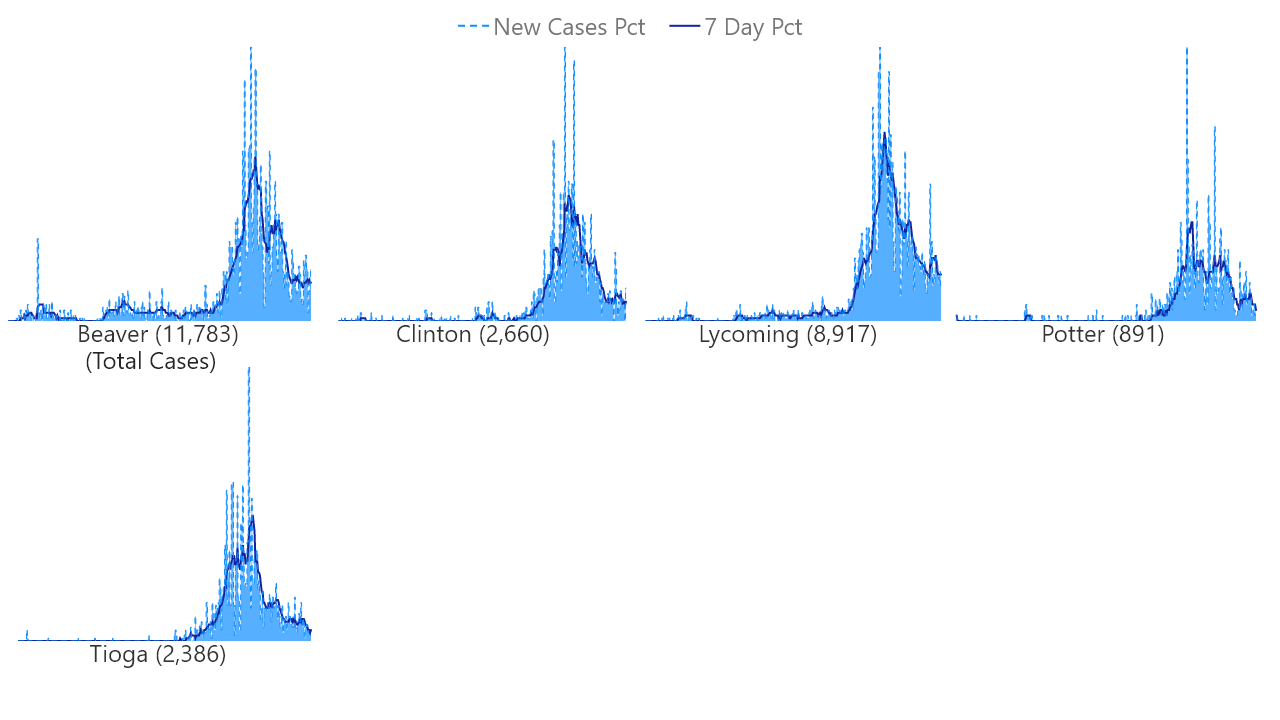 New Cases Pct 7 Day Pct
Beaver (11,783)
(Total Cases)
Clinton (2,660)
Lycoming (8,917)
Potter (891)
Tioga (2,386)